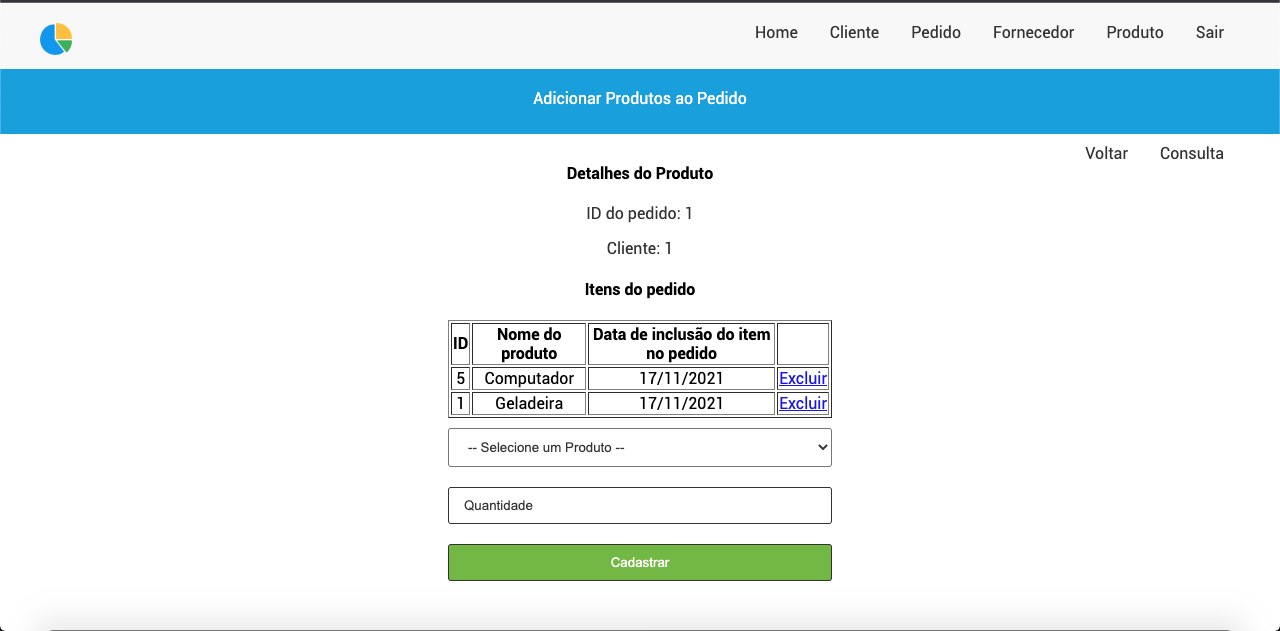 Home Cliente Pedido Fornecedor Produto Sair
Adicionar Produtos ao Pedido
Voltar Consulta
Detalhes do Produto
ID do pedido: 1
Cliente: 1
Itens do pedido
ID Nome do produto Data de inclusão do item no pedido
5 Computador 17/11/2021 Excluir
1 Geladeira 17/11/2021 Excluir
-- Selecione um Produto --
Quantidade
Cadastrar